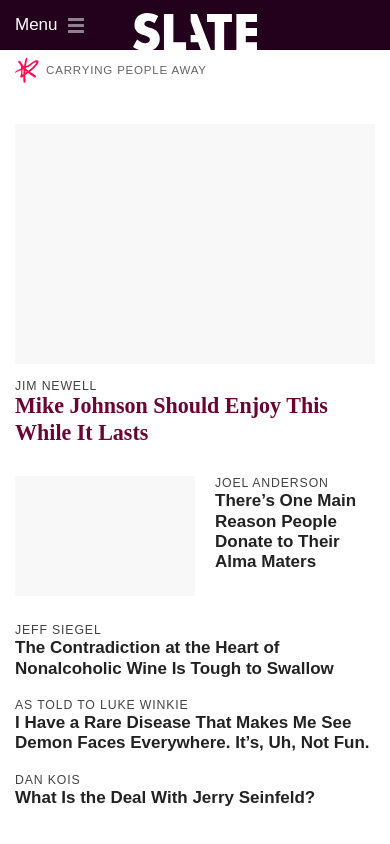 Menu
SLATE
CARRYING PEOPLE AWAY
JIM NEWELL
Mike Johnson Should Enjoy This
While It Lasts
JOEL ANDERSON
There’s One Main
Reason People
Donate to Their
Alma Maters
JEFF SIEGEL
The Contradiction at the Heart of
Nonalcoholic Wine Is Tough to Swallow
AS TOLD TO LUKE WINKIE
I Have a Rare Disease That Makes Me See
Demon Faces Everywhere. It’s, Uh, Not Fun.
DAN KOIS
What Is the Deal With Jerry Seinfeld?